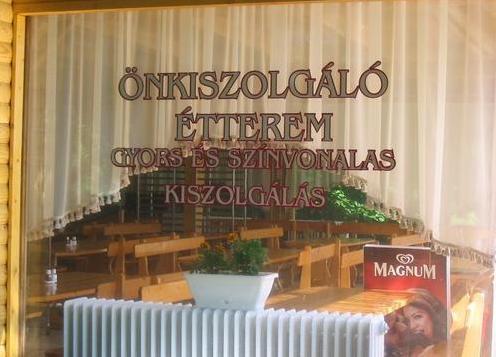 ÖNKISZOLGÁLÓ
ÉTTEREM
GYORS ÉS SZÍNVONALAS
KISZOLGÁLÁS
MAGNUM